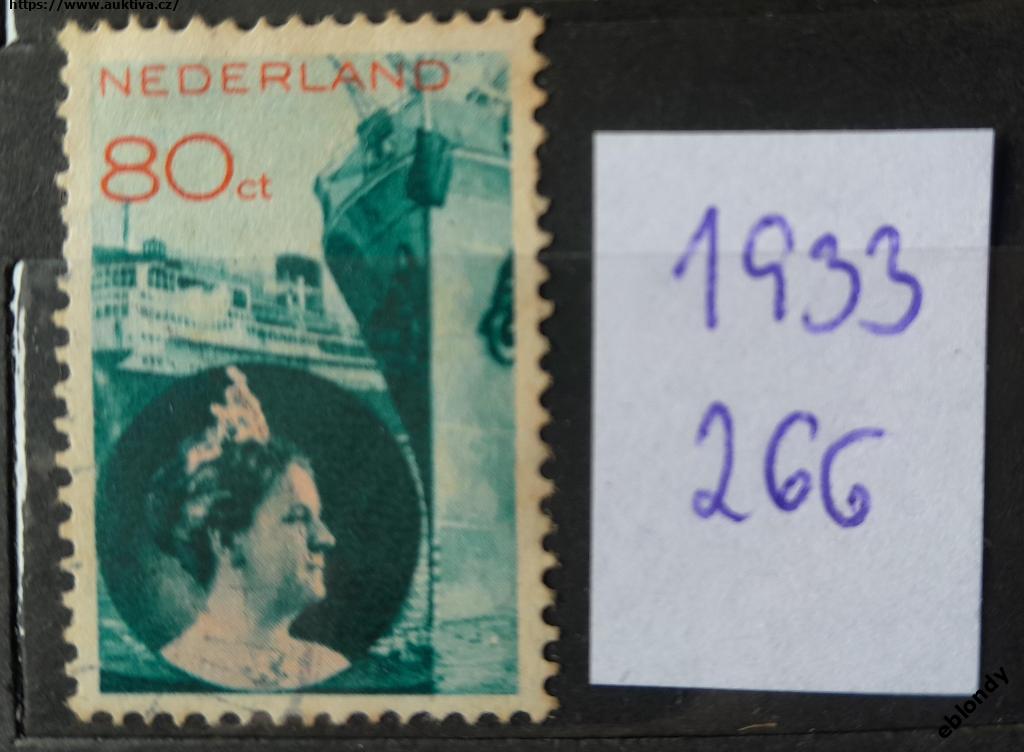 https://www.auktiva.cz/
NEDERLAND
80ct
1933
266
eblondy